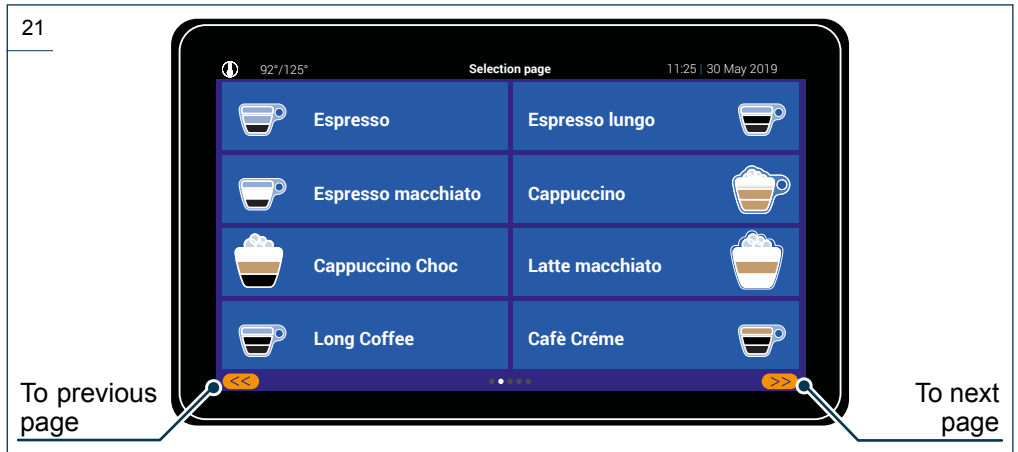 21
92°/125° Selection page 11:25 | 30 May 2019
Espresso Espresso lungo
Espresso macchiato Cappuccino
Cappuccino Choc Latte macchiato
Long Coffee Cafè Créme
<< >>
To previous page To next page